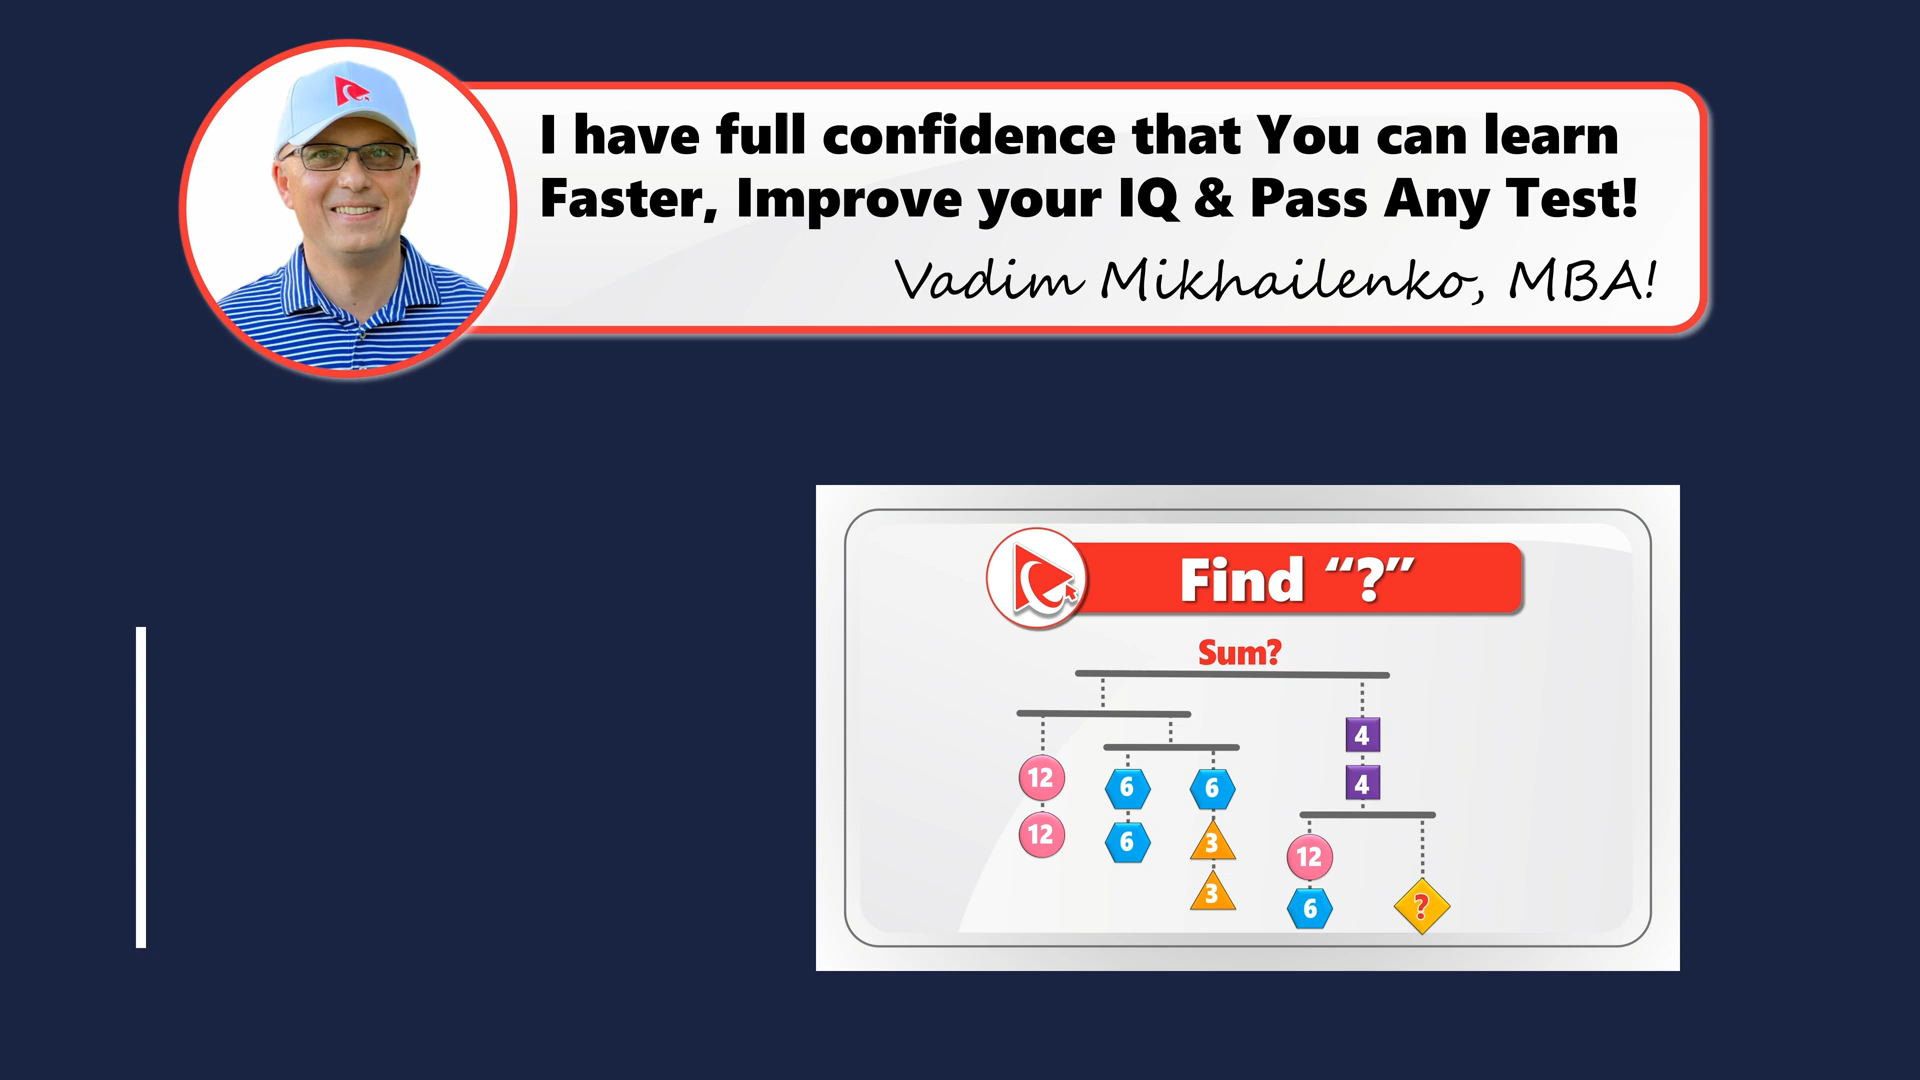 I have full confidence that You can learn
Faster, Improve your IQ & Pass Any Test!
Vadim Mikhailenko, MBA!
Find “?”
Sum?
4
4
12
6
6
12
6
3
3
12
6
?